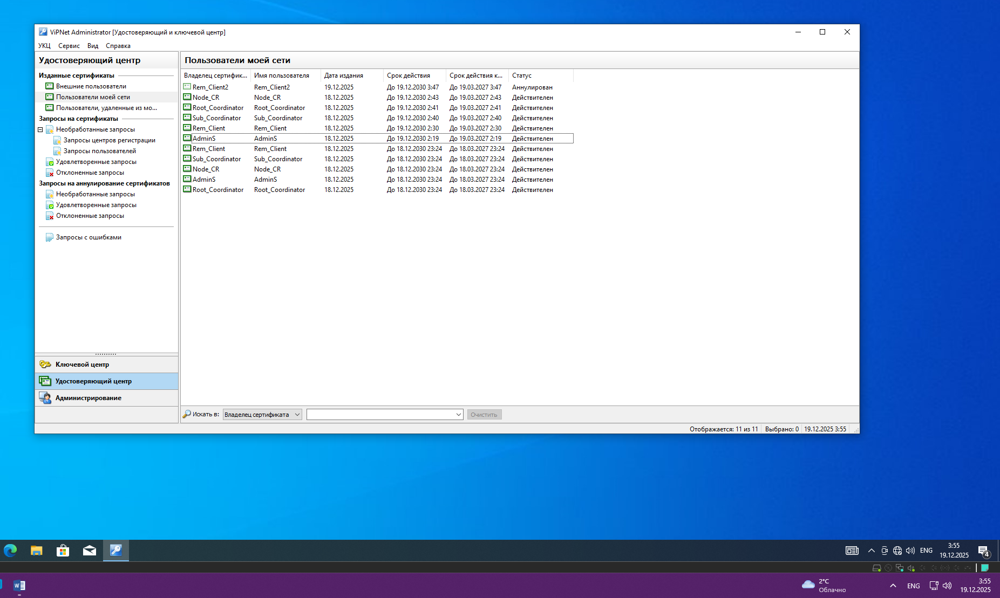 ViPNet Administrator [Удостоверяющий и ключевой центр]
УКЦ Сервис Вид Справка
Удостоверяющий центр
Изданные сертификаты
Внешние пользователи
Пользователи моей сети
Пользователи, удаленные из мо...
Запросы на сертификаты
Необработанные запросы
Запросы центров регистрации
Запросы пользователей
Удовлетворенные запросы
Отклоненные запросы
Запросы на аннулирование сертификатов
Необработанные запросы
Удовлетворенные запросы
Отклоненные запросы
Запросы с ошибками
Ключевой центр
Удостоверяющий центр
Администрирование
Пользователи моей сети
Владелец сертифик... Имя пользователя Дата издания Срок действия Срок действия к... Статус
Rem_Client2 Rem_Client2 19.12.2025 До 19.12.2030 3:47 До 19.03.2027 3:47 Аннулирован
Node_CR Node_CR 18.12.2025 До 19.12.2030 2:43 До 19.03.2027 2:43 Действителен
Root_Coordinator Root_Coordinator 18.12.2025 До 19.12.2030 2:41 До 19.03.2027 2:41 Действителен
Sub_Coordinator Sub_Coordinator 18.12.2025 До 19.12.2030 2:40 До 19.03.2027 2:40 Действителен
Rem_Client Rem_Client 18.12.2025 До 19.12.2030 2:30 До 19.03.2027 2:30 Действителен
AdminS AdminS 18.12.2025 До 19.12.2030 2:19 До 19.03.2027 2:19 Действителен
Rem_Client Rem_Client 18.12.2025 До 18.12.2030 23:24 До 18.03.2027 23:24 Действителен
Sub_Coordinator Sub_Coordinator 18.12.2025 До 18.12.2030 23:24 До 18.03.2027 23:24 Действителен
Node_CR Node_CR 18.12.2025 До 18.12.2030 23:24 До 18.03.2027 23:24 Действителен
AdminS AdminS 18.12.2025 До 18.12.2030 23:24 До 18.03.2027 23:24 Действителен
Root_Coordinator Root_Coordinator 18.12.2025 До 18.12.2030 23:24 До 18.03.2027 23:24 Действителен
Искать в: Владелец сертификата Очистить
Отображается: 11 из 11 Выбрано: 0 19.12.2025 3:55
ENG 3:55
19.12.2025
4
W
2°C
Облачно
ENG 3:55
19.12.2025